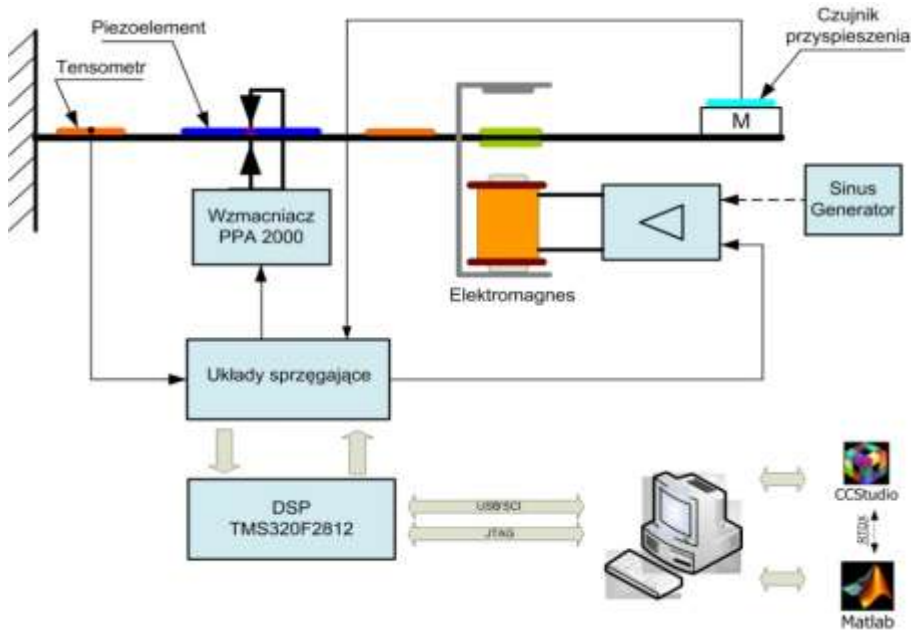 Piezoelement
Czujnik
przyspieszenia
Tensometr
M
Wzmacniacz
PPA 2000
Sinus
Generator
Elektromagnes
Układy sprzęgające
DSP
TMS320F2812
USB/SCI
JTAG
CCStudio
RTDX
Matlab